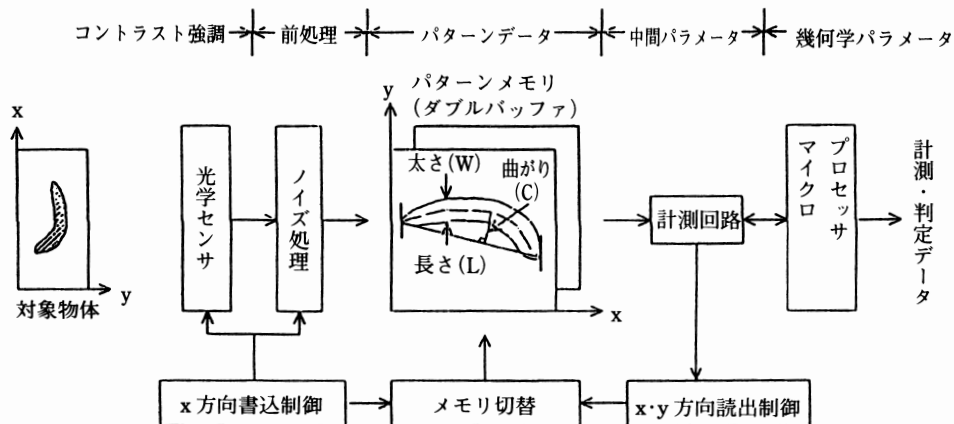 コントラスト強調
前処理
パターンデータ
中間パラメータ
幾何学パラメータ
パターンメモリ
(ダブルバッファ)
x
y
対象物体
光学センサ
ノイズ処理
y
太さ(W)
曲がり
(C)
長さ(L)
x
計測回路
マイクロ
プロセッサ
計測・判定データ
x方向書込制御
メモリ切替
x·y方向読出制御